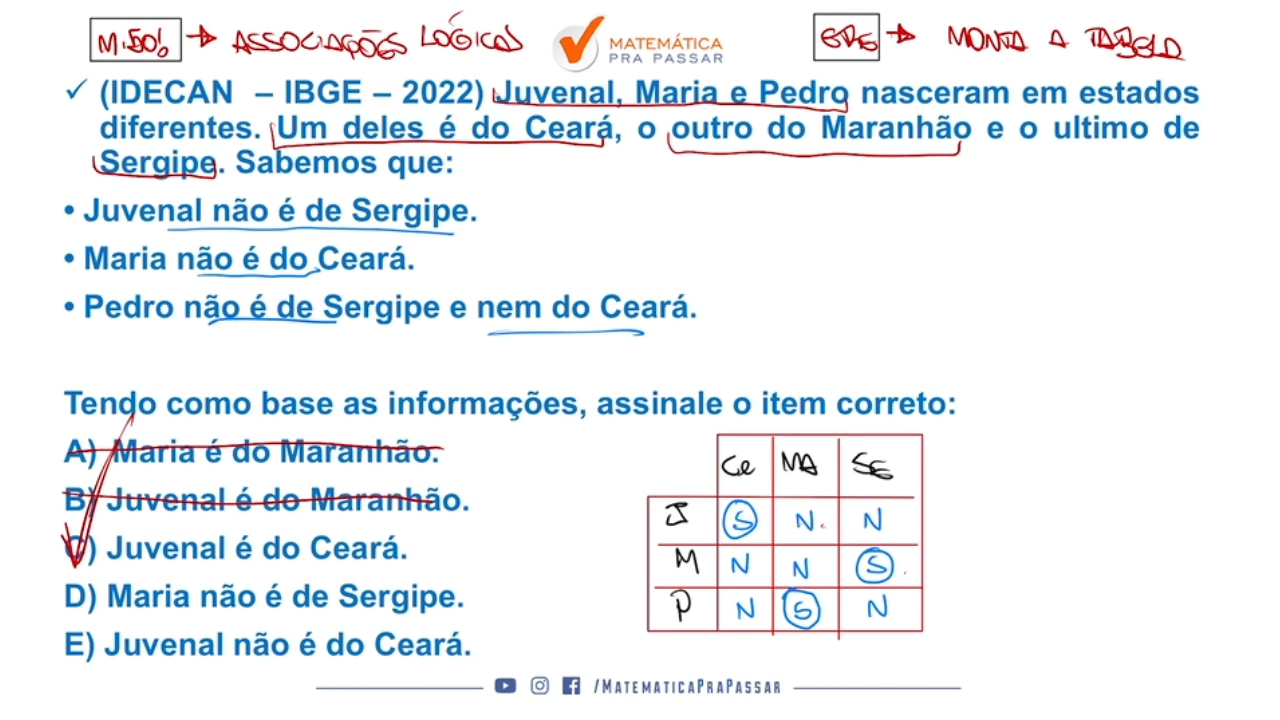 M.50% → ASSOCIAÇÕES LÓGICAS
MATEMÁTICA
PRA PASSAR
→ MONTA A TABELA
✓ (IDECAN – IBGE – 2022) Juvenal, Maria e Pedro nasceram em estados
diferentes. Um deles é do Ceará, o outro do Maranhão e o ultimo de
Sergipe. Sabemos que:
• Juvenal não é de Sergipe.
• Maria não é do Ceará.
• Pedro não é de Sergipe e nem do Ceará.
Tendo como base as informações, assinale o item correto:
A) Maria é do Maranhão.
B) Juvenal é do Maranhão.
C) Juvenal é do Ceará.
D) Maria não é de Sergipe.
E) Juvenal não é do Ceará.
Ce MA SE
J S N N
M N N S
P N S N
/MATEMATICAPRAPASSAR